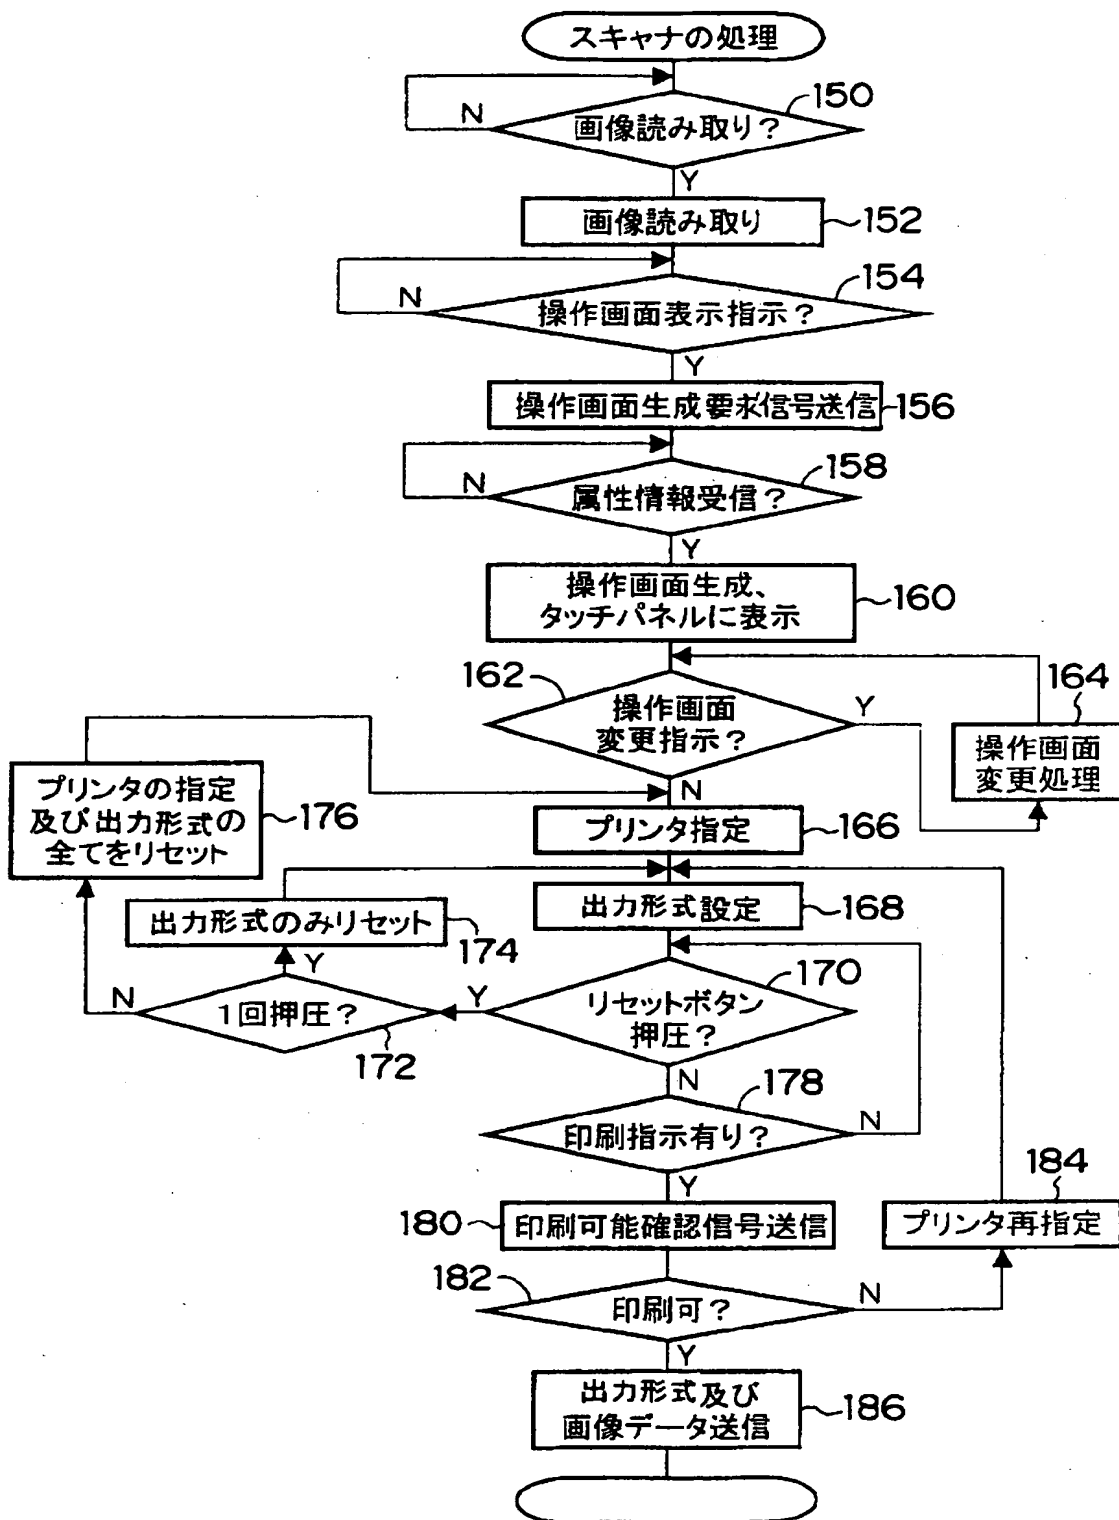 スキャナの処理
150
N
画像読み取り?
Y
画像読み取り
152
154
N
操作画面表示指示?
Y
操作画面生成要求信号送信
156
158
N
属性情報受信?
Y
操作画面生成、
タッチパネルに表示
160
162
操作画面
変更指示?
Y
164
操作画面
変更処理
N
プリンタの指定
及び出力形式の
全てをリセット
176
プリンタ指定
166
出力形式のみリセット
174
出力形式設定
168
170
Y
N
1回押圧?
172
Y
リセットボタン
押圧?
N
178
印刷指示有り?
N
Y
184
プリンタ再指定
180
印刷可能確認信号送信
182
印刷可?
N
Y
出力形式及び
画像データ送信
186